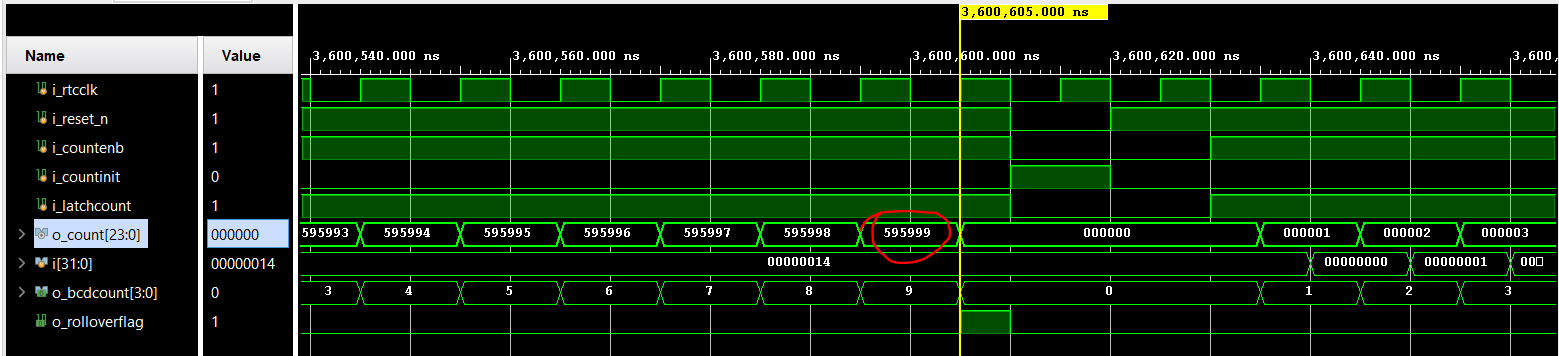 3,600,605.000 ns
Name Value
3,600,540.000 ns 3,600,560.000 ns 3,600,580.000 ns 3,600,600.000 ns 3,600,620.000 ns 3,600,640.000 ns 3,600,
i_rtcclk 1
i_reset_n 1
i_countenb 1
i_countinit 0
i_latchcount 1
o_count[23:0] 000000 595993 595994 595995 595996 595997 595998 595999 000000 000001 000002 000003
i[31:0] 00000014 00000014 00000000 00000001 00
o_bcdcount[3:0] 0 3 4 5 6 7 8 9 0 1 2 3
o_rolloverflag 1